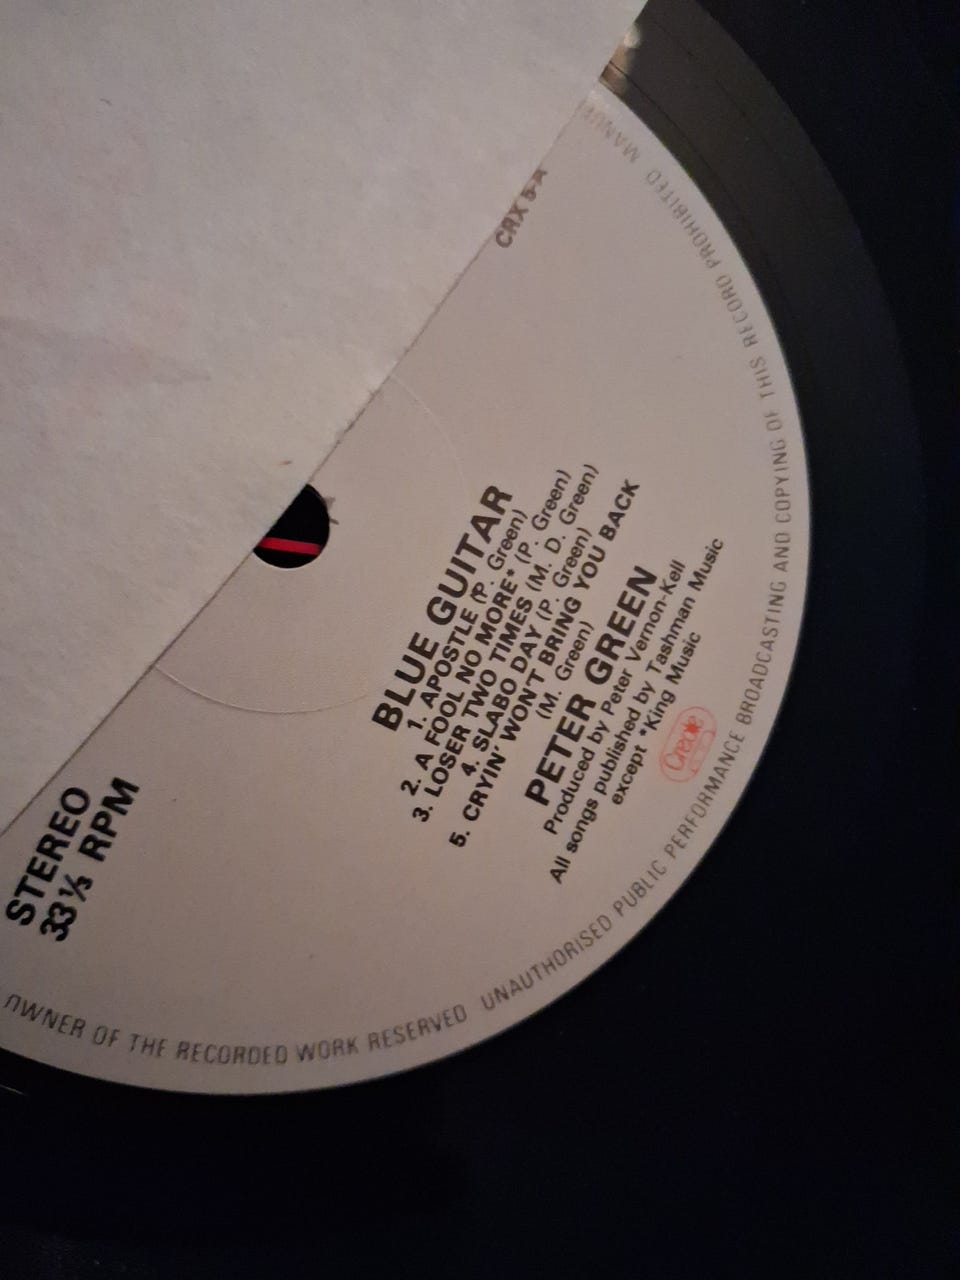 CRX 5-A
STEREO
33⅓ RPM
BLUE GUITAR
1. APOSTLE (P. Green)
2. A FOOL NO MORE* (P. Green)
3. LOSER TWO TIMES (M. D. Green)
4. SLABO DAY (P. Green)
5. CRYIN' WON'T BRING YOU BACK
(M. Green)
PETER GREEN
Produced by Peter Vernon-Kell
All songs published by Tashman Music
except *King Music
Creole
OWNER OF THE RECORDED WORK RESERVED UNAUTHORISED PUBLIC PERFORMANCE BROADCASTING AND COPYING OF THIS RECORD PROHIBITED MANUF